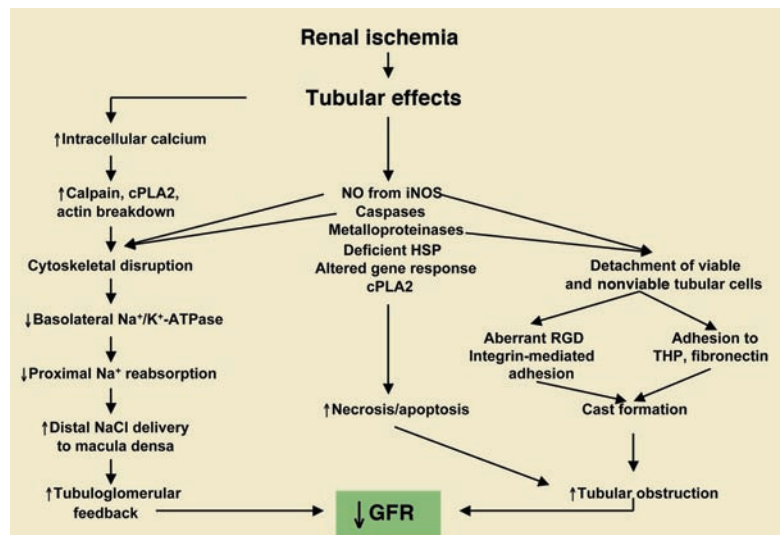 Renal ischemia
Tubular effects
↑Intracellular calcium
↑Calpain, cPLA2,
actin breakdown
Cytoskeletal disruption
↓Basolateral Na⁺/K⁺-ATPase
↓Proximal Na⁺ reabsorption
↑Distal NaCl delivery
to macula densa
↑Tubuloglomerular
feedback
NO from iNOS
Caspases
Metalloproteinases
Deficient HSP
Altered gene response
cPLA2
↑Necrosis/apoptosis
Detachment of viable
and nonviable tubular cells
Aberrant RGD
Integrin-mediated
adhesion
Adhesion to
THP, fibronectin
Cast formation
↑Tubular obstruction
↓ GFR